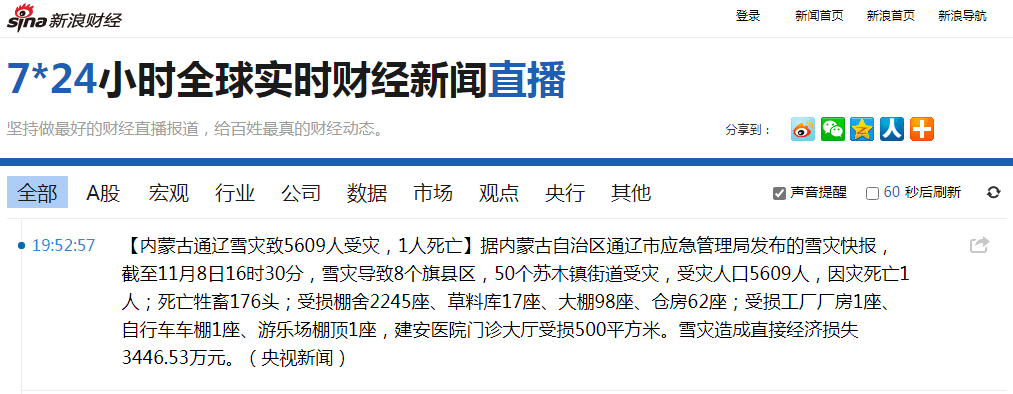 sina 新浪财经
登录 新闻首页 新浪首页 新浪导航
7*24小时全球实时财经新闻直播
坚持做最好的财经直播报道，给百姓最真的财经动态。
分享到：
全部 A股 宏观 行业 公司 数据 市场 观点 央行 其他
声音提醒 60 秒后刷新
19:52:57
【内蒙古通辽雪灾致5609人受灾，1人死亡】据内蒙古自治区通辽市应急管理局发布的雪灾快报，
截至11月8日16时30分，雪灾导致8个旗县区，50个苏木镇街道受灾，受灾人口5609人，因灾死亡1
人；死亡牲畜176头；受损棚舍2245座、草料库17座、大棚98座、仓房62座；受损工厂厂房1座、
自行车车棚1座、游乐场棚顶1座，建安医院门诊大厅受损500平方米。雪灾造成直接经济损失
3446.53万元。（央视新闻）